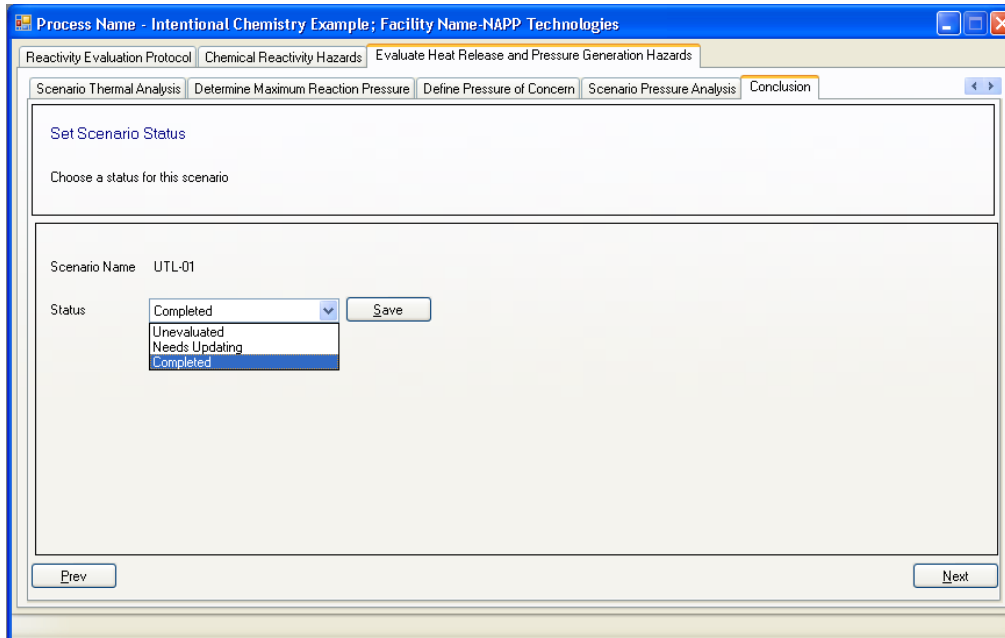 Process Name - Intentional Chemistry Example; Facility Name-NAPP Technologies
Reactivity Evaluation Protocol Chemical Reactivity Hazards Evaluate Heat Release and Pressure Generation Hazards
Scenario Thermal Analysis Determine Maximum Reaction Pressure Define Pressure of Concern Scenario Pressure Analysis Conclusion
Set Scenario Status
Choose a status for this scenario
Scenario Name UTL-01
Status Completed Save
Unevaluated
Needs Updating
Completed
Prev Next